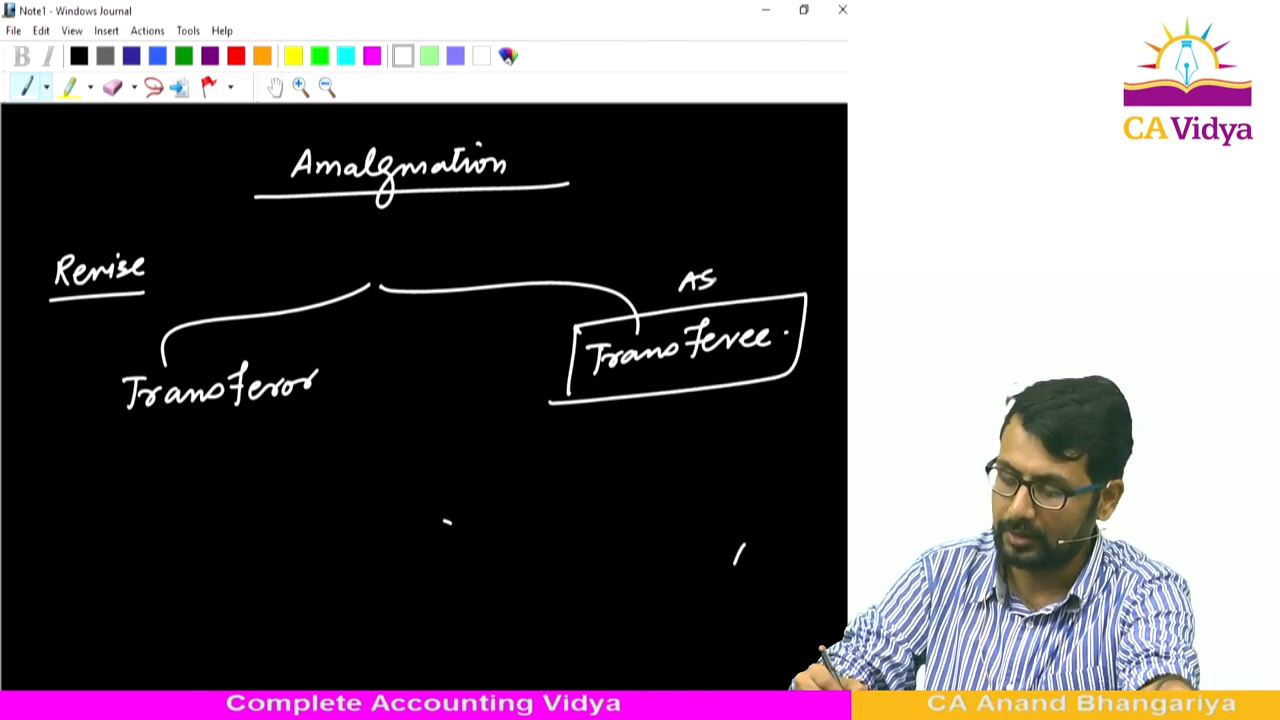 Note1 - Windows Journal
File Edit View Insert Actions Tools Help
B I
CA Vidya
Amalgmation
Revise
AS
Transferee.
Transferor
Complete Accounting Vidya
CA Anand Bhangariya